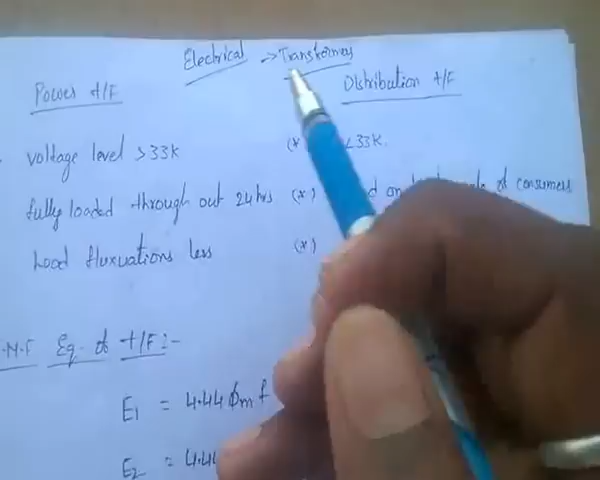 Electrical -> Transformers
Power t/F
Distribution t/F
voltage level >33K
(*) <33K.
fully loaded through out 24 hrs
(*) of consumers
Load fluxuations less
(*)
M.F Eq. of t/F :-
E1 = 4.44 ϕm f
E2 = 4.44